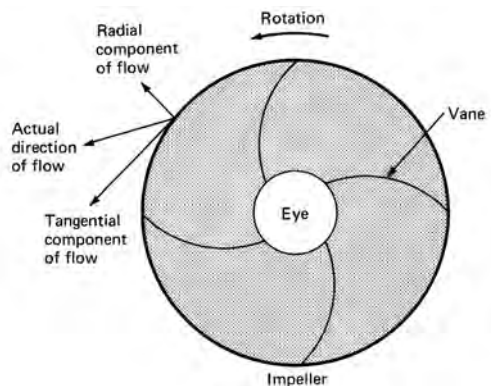 Rotation
Radial
component
of flow
Actual
direction
of flow
Vane
Eye
Tangential
component
of flow
Impeller